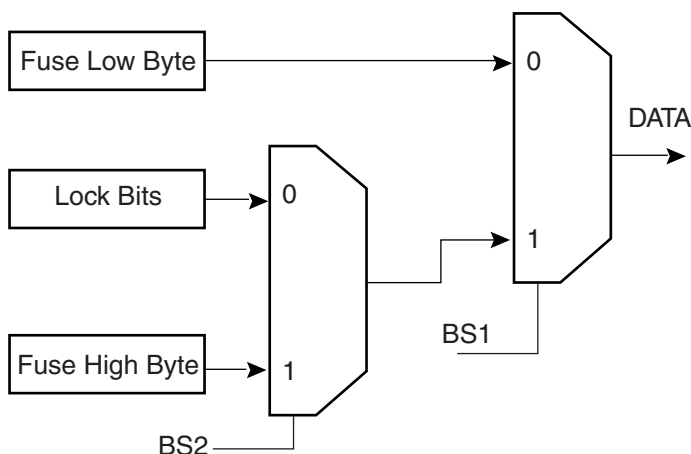 Fuse Low Byte
0
DATA
Lock Bits
0
1
BS1
Fuse High Byte
1
BS2